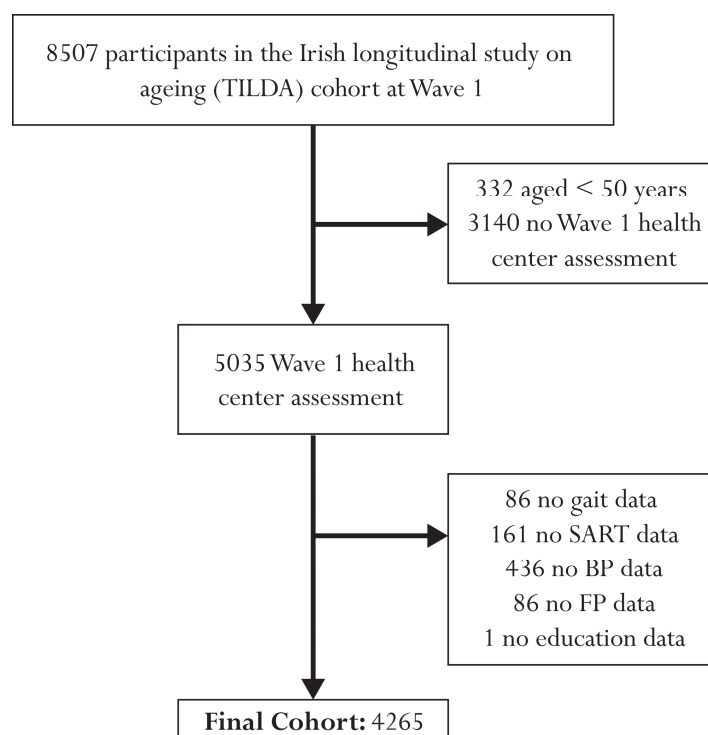 8507 participants in the Irish longitudinal study on
ageing (TILDA) cohort at Wave 1
332 aged < 50 years
3140 no Wave 1 health
center assessment
5035 Wave 1 health
center assessment
86 no gait data
161 no SART data
436 no BP data
86 no FP data
1 no education data
Final Cohort: 4265